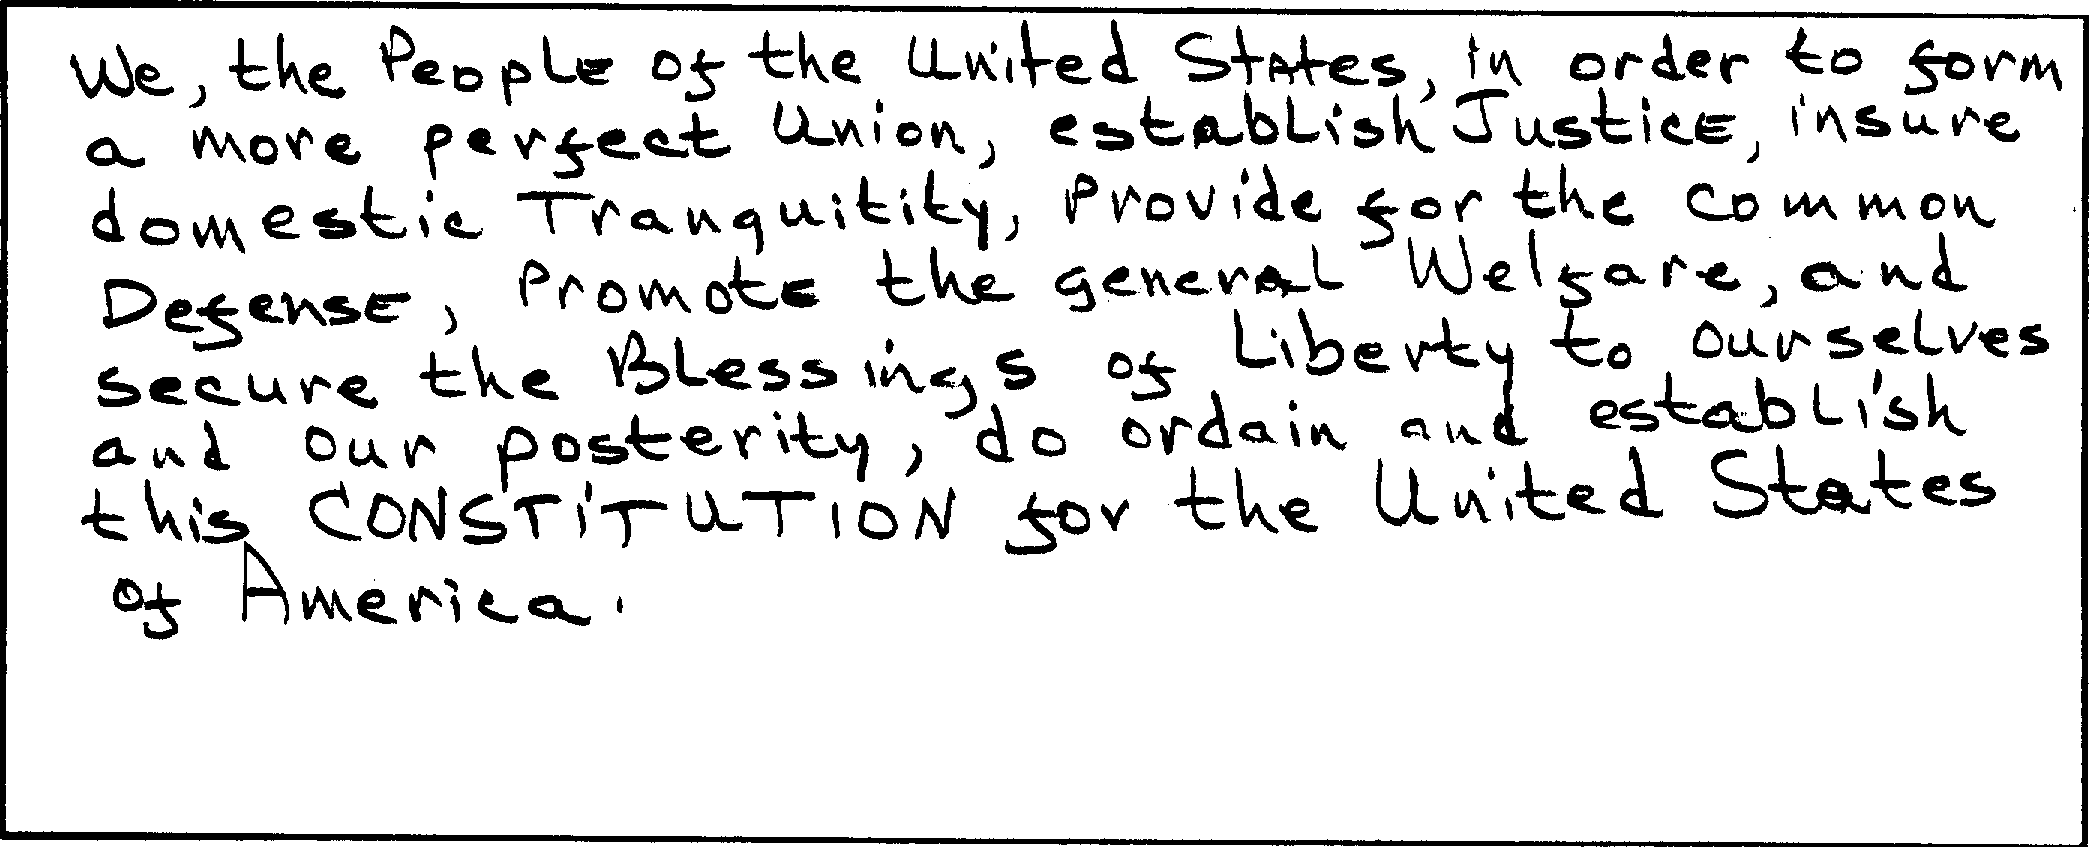 We, the People of the United States, in order to form
a more perfect Union, establish Justice, insure
domestic Tranquitity, Provide for the common
Defense, Promote the general Welfare, and
secure the Blessings of Liberty to ourselves
and our posterity, do ordain and establish
this CONSTITUTION for the United States
of America.